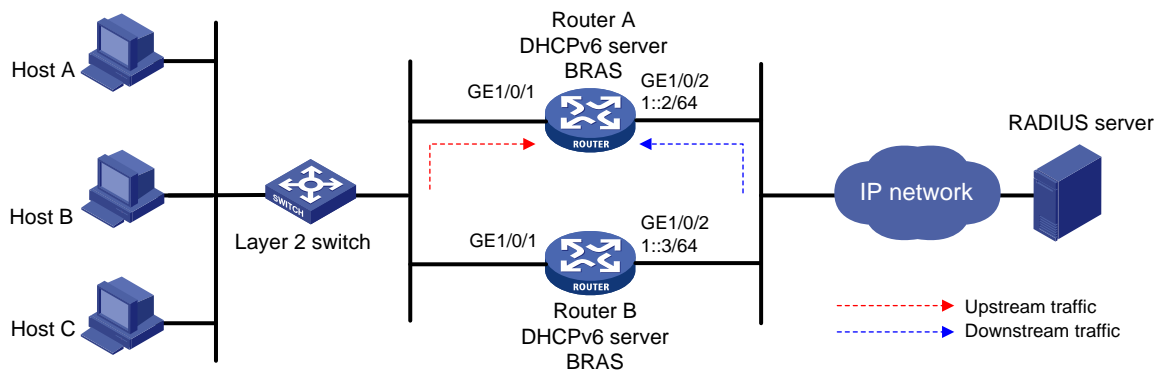 Host A
Host B
Host C
SWITCH
Layer 2 switch
Router A
DHCPv6 server
BRAS
GE1/0/1
GE1/0/2
1::2/64
ROUTER
GE1/0/1
GE1/0/2
1::3/64
ROUTER
Router B
DHCPv6 server
BRAS
IP network
RADIUS server
Upstream traffic
Downstream traffic